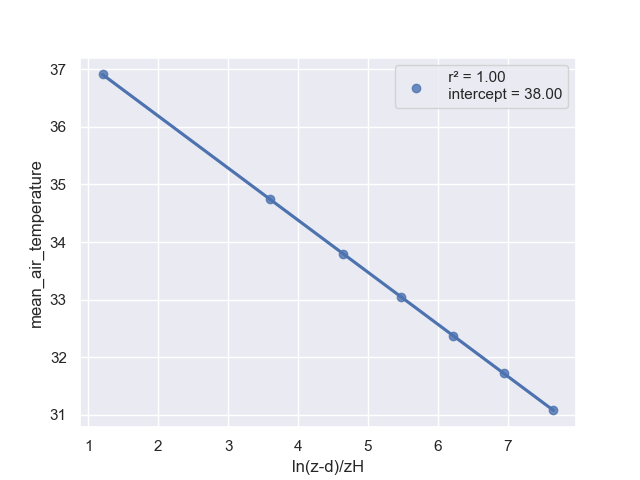 37
36
35
34
33
32
31
mean_air_temperature
r² = 1.00
intercept = 38.00
1 2 3 4 5 6 7
ln(z-d)/zH